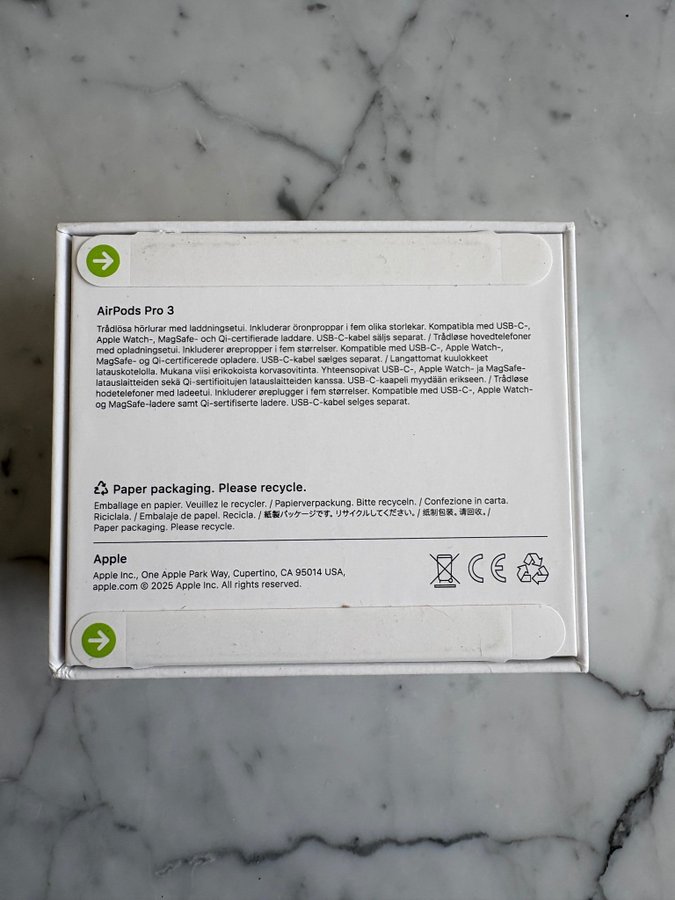 AirPods Pro 3
Trådlösa hörlurar med laddningsetui. Inkluderar öronproppar i fem olika storlekar. Kompatibla med USB-C-,
Apple Watch-, MagSafe- och Qi-certifierade laddare. USB-C-kabel säljs separat. / Trådløse hovedtelefoner
med opladningsetui. Inkluderer ørepropper i fem størrelser. Kompatible med USB-C-, Apple Watch-,
MagSafe- og Qi-certificerede opladere. USB-C-kabel sælges separat. / Langattomat kuulokkeet
latauskotelolla. Mukana viisi erikokoista korvasovitinta. Yhteensopivat USB-C-, Apple Watch- ja MagSafe-
latauslaitteiden sekä Qi-sertifioitujen latauslaitteiden kanssa. USB-C-kaapeli myydään erikseen. / Trådløse
hodetelefoner med ladeetui. Inkluderer øreplugger i fem størrelser. Kompatible med USB-C-, Apple Watch-
og MagSafe-ladere samt Qi-sertifiserte ladere. USB-C-kabel selges separat.
Paper packaging. Please recycle.
Emballage en papier. Veuillez le recycler. / Papierverpackung. Bitte recyceln. / Confezione in carta.
Riciclala. / Embalaje de papel. Recicla. / 紙製パッケージです。リサイクルしてください。/ 纸制包装。请回收。/
Paper packaging. Please recycle.
Apple
Apple Inc., One Apple Park Way, Cupertino, CA 95014 USA,
apple.com © 2025 Apple Inc. All rights reserved.
CE